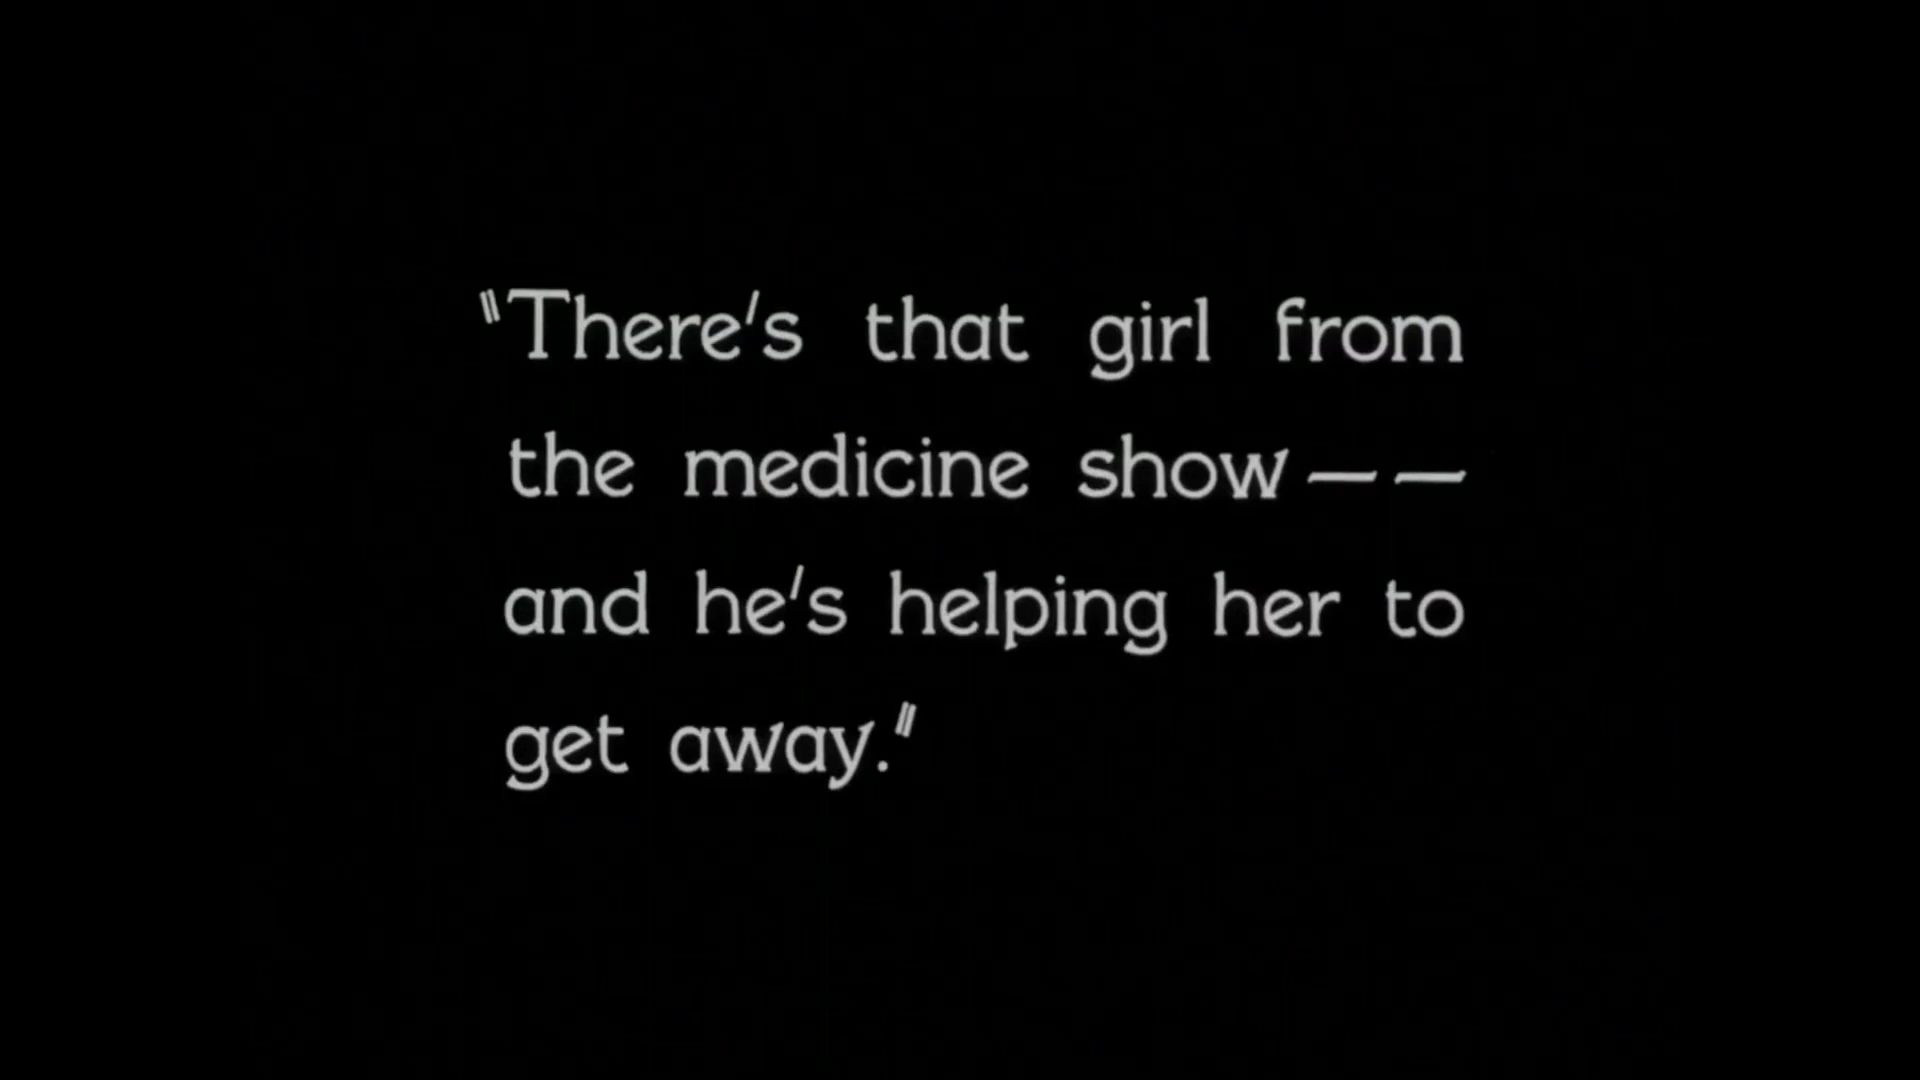 "There's that girl from
the medicine show — —
and he's helping her to
get away."